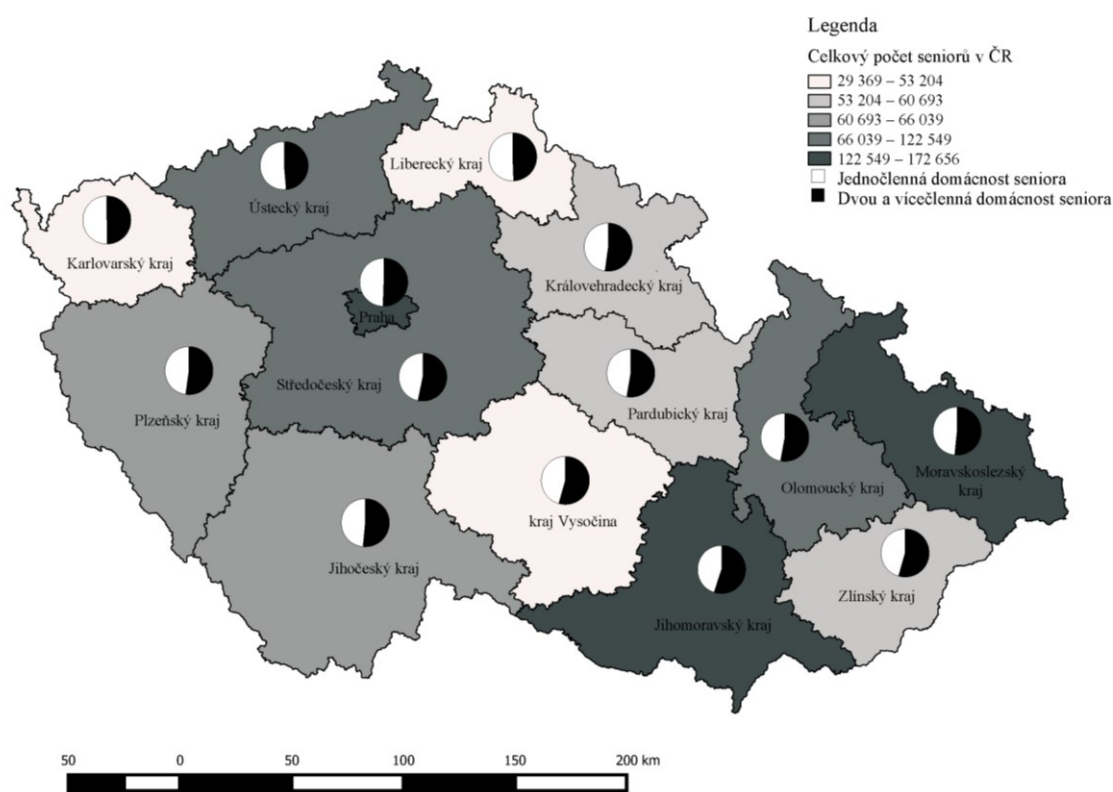 Legenda
Celkový počet seniorů v ČR
29 369 – 53 204
53 204 – 60 693
60 693 – 66 039
66 039 – 122 549
122 549 – 172 656
Jednočlenná domácnost seniora
Dvou a vícečlenná domácnost seniora
Liberecký kraj
Ústecký kraj
Karlovarský kraj
Královehradecký kraj
Praha
Středočeský kraj
Plzeňský kraj
Pardubický kraj
Moravskoslezský
kraj
Olomoucký kraj
kraj Vysočina
Jihočeský kraj
Zlínský kraj
Jihomoravský kraj
50 0 50 100 150 200 km